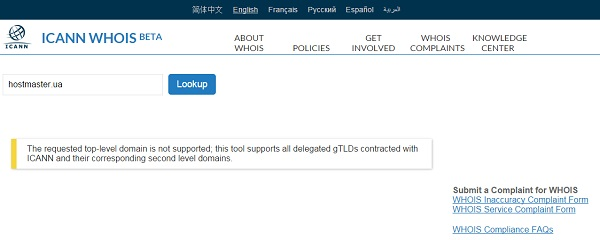 简体中文 English Français Русский Español العربية
ICANN
ICANN WHOIS BETA
ABOUT WHOIS
POLICIES
GET INVOLVED
WHOIS COMPLAINTS
KNOWLEDGE CENTER
hostmaster.ua
Lookup
The requested top-level domain is not supported; this tool supports all delegated gTLDs contracted with
ICANN and their corresponding second level domains.
Submit a Complaint for WHOIS
WHOIS Inaccuracy Complaint Form
WHOIS Service Complaint Form
WHOIS Compliance FAQs